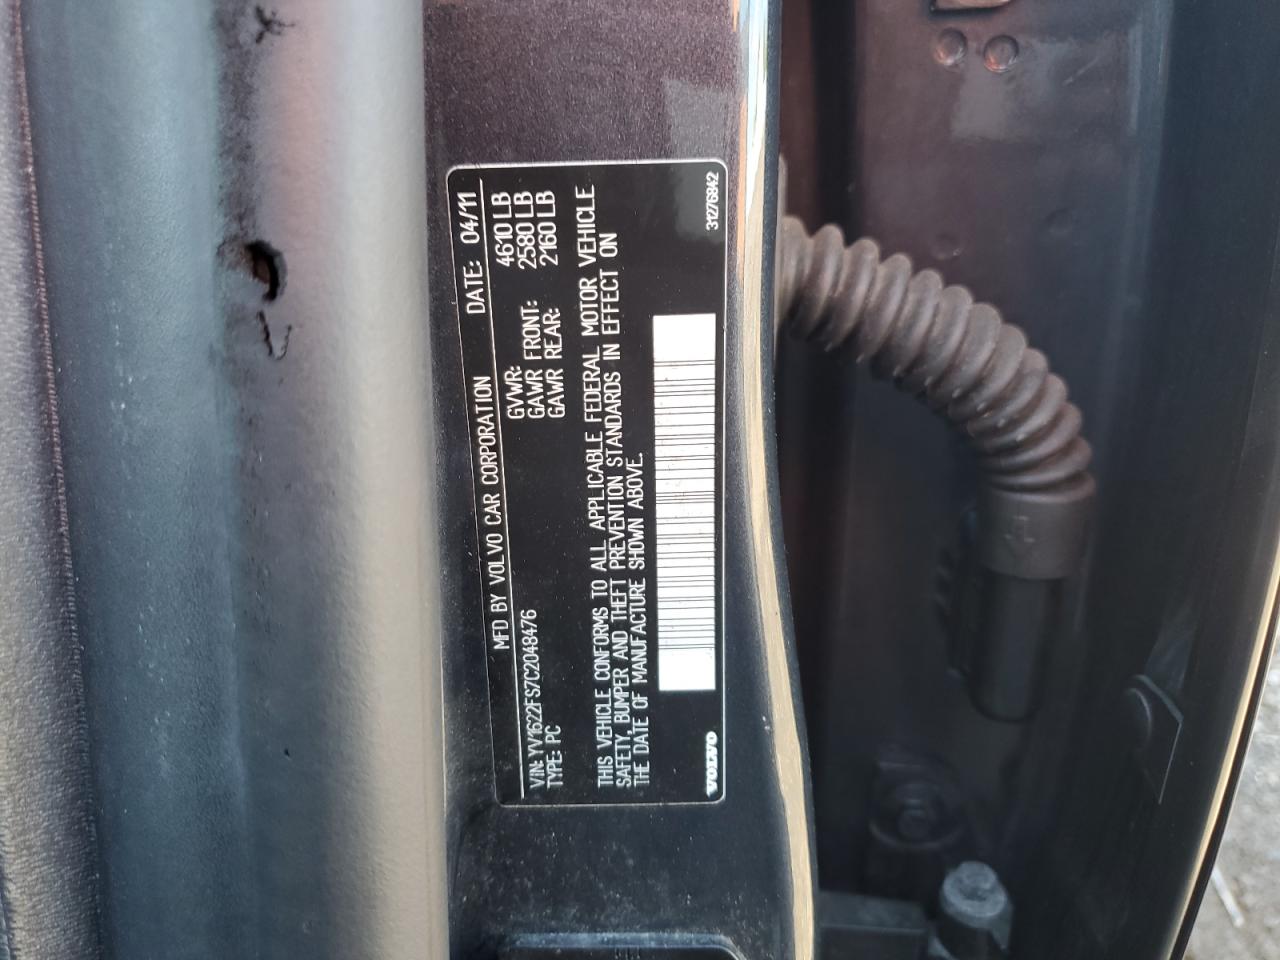 MFD BY VOLVO CAR CORPORATION DATE: 04/11
VIN: YV1622FS7C2048476 GVWR: 4610 LB
TYPE: PC GAWR FRONT: 2580 LB
GAWR REAR: 2160 LB
THIS VEHICLE CONFORMS TO ALL APPLICABLE FEDERAL MOTOR VEHICLE
SAFETY, BUMPER AND THEFT PREVENTION STANDARDS IN EFFECT ON
THE DATE OF MANUFACTURE SHOWN ABOVE.
VOLVO 31276842